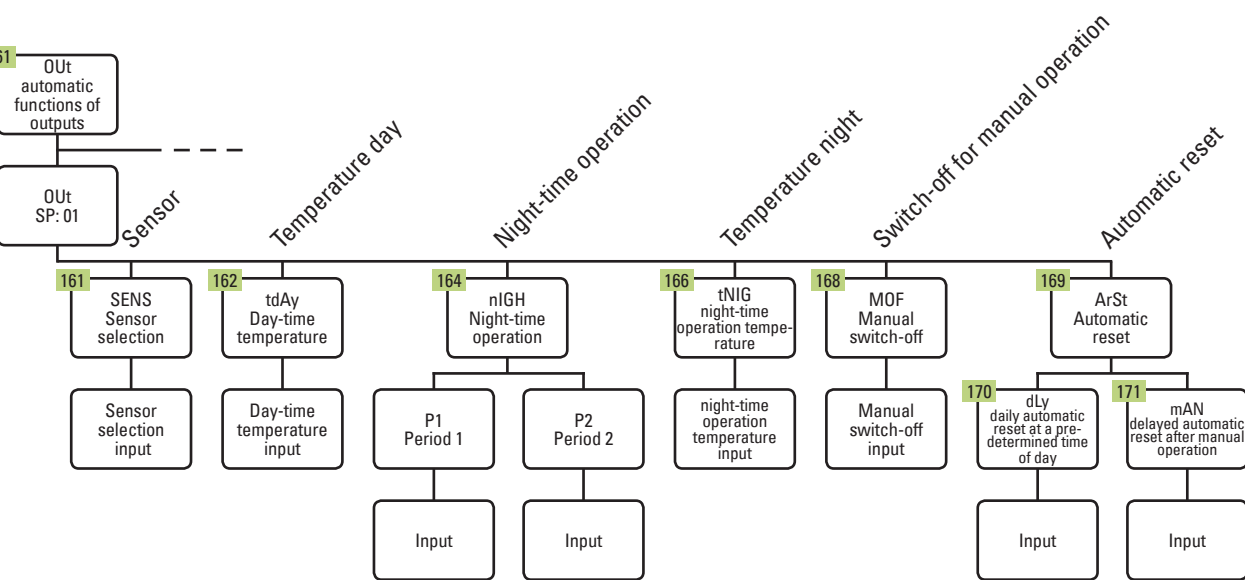 61
OUt
automatic
functions of
outputs
OUt
SP: 01
Sensor
Temperature day
Night-time operation
Temperature night
Switch-off for manual operation
Automatic reset
161
SENS
Sensor
selection
162
tdAy
Day-time
temperature
164
nIGH
Night-time
operation
166
tNIG
night-time
operation tempe-
rature
168
MOF
Manual
switch-off
169
ArSt
Automatic
reset
Sensor
selection
input
Day-time
temperature
input
P1
Period 1
P2
Period 2
night-time
operation
temperature
input
Manual
switch-off
input
170
dLy
daily automatic
reset at a pre-
determined time
of day
171
mAN
delayed automatic
reset after manual
operation
Input
Input
Input
Input